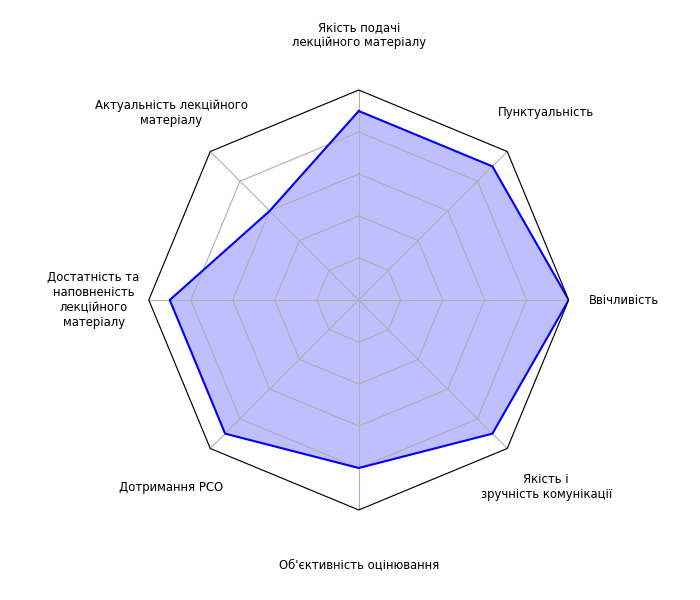 Якість подачі
лекційного матеріалу
Актуальність лекційного
матеріалу
Пунктуальність
Достатність та
наповненість
лекційного
матеріалу
Ввічливість
Дотримання РСО
Якість і
зручність комунікації
Об'єктивність оцінювання